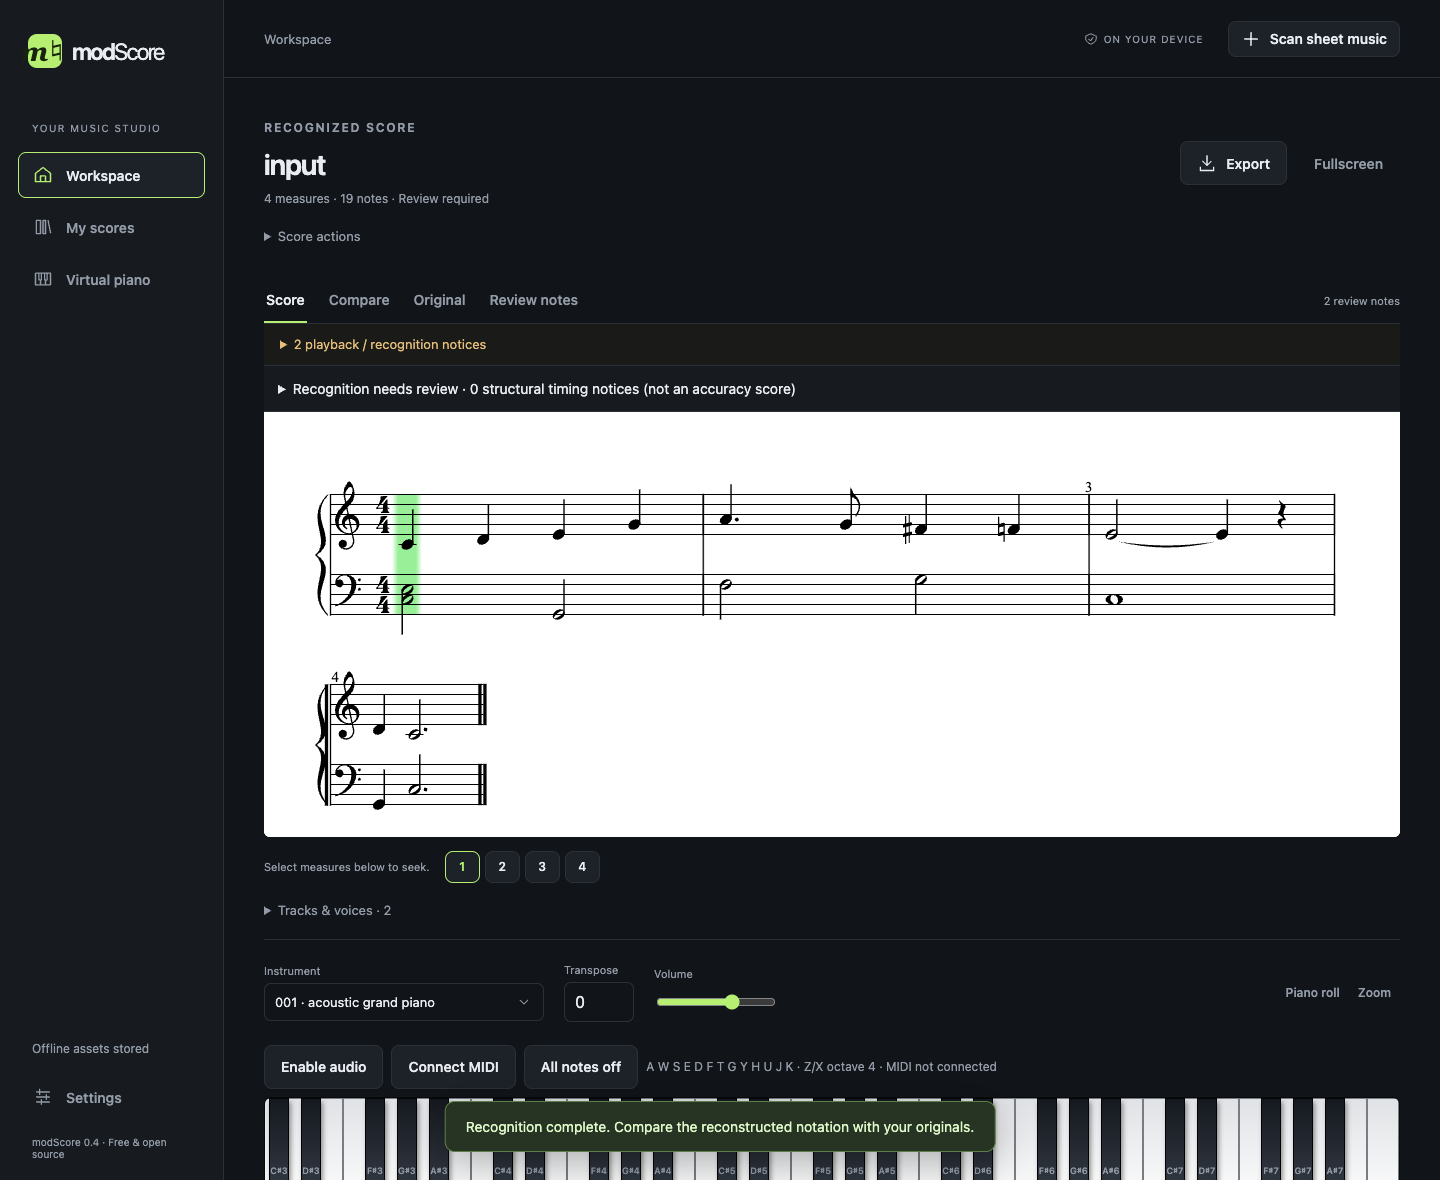 modScore
Workspace
ON YOUR DEVICE
Scan sheet music
YOUR MUSIC STUDIO
Workspace
My scores
Virtual piano
RECOGNIZED SCORE
input
4 measures · 19 notes · Review required
Export
Fullscreen
Score actions
Score
Compare
Original
Review notes
2 review notes
2 playback / recognition notices
Recognition needs review · 0 structural timing notices (not an accuracy score)
3
4
4
4
4
4
Select measures below to seek.
1
2
3
4
Tracks & voices · 2
Instrument
001 · acoustic grand piano
Transpose
0
Volume
Piano roll
Zoom
Enable audio
Connect MIDI
All notes off
A W S E D F T G Y H U J K · Z/X octave 4 · MIDI not connected
Recognition complete. Compare the reconstructed notation with your originals.
C#3 D#3 F#3 G#3 A#3 C#4 D#4 F#4 G#4 A#4 C#5 D#5 F#5 G#5 A#5 C#6 D#6 F#6 G#6 A#6 C#7 D#7 F#7 G#7 A#7
Offline assets stored
Settings
modScore 0.4 · Free & open
source